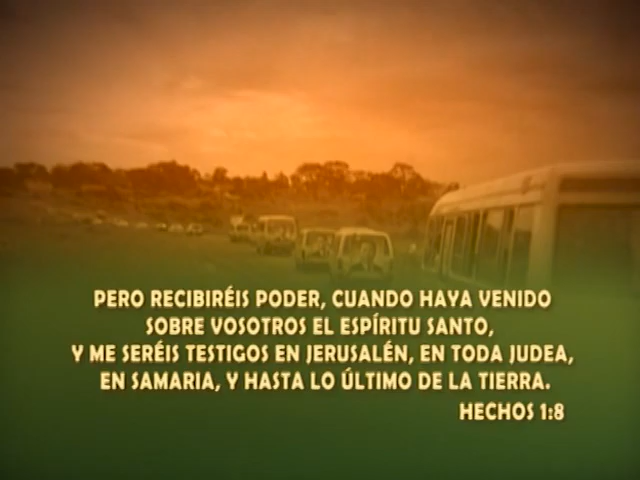 PERO RECIBIRÉIS PODER, CUANDO HAYA VENIDO
SOBRE VOSOTROS EL ESPÍRITU SANTO,
Y ME SERÉIS TESTIGOS EN JERUSALÉN, EN TODA JUDEA,
EN SAMARIA, Y HASTA LO ÚLTIMO DE LA TIERRA.
HECHOS 1:8